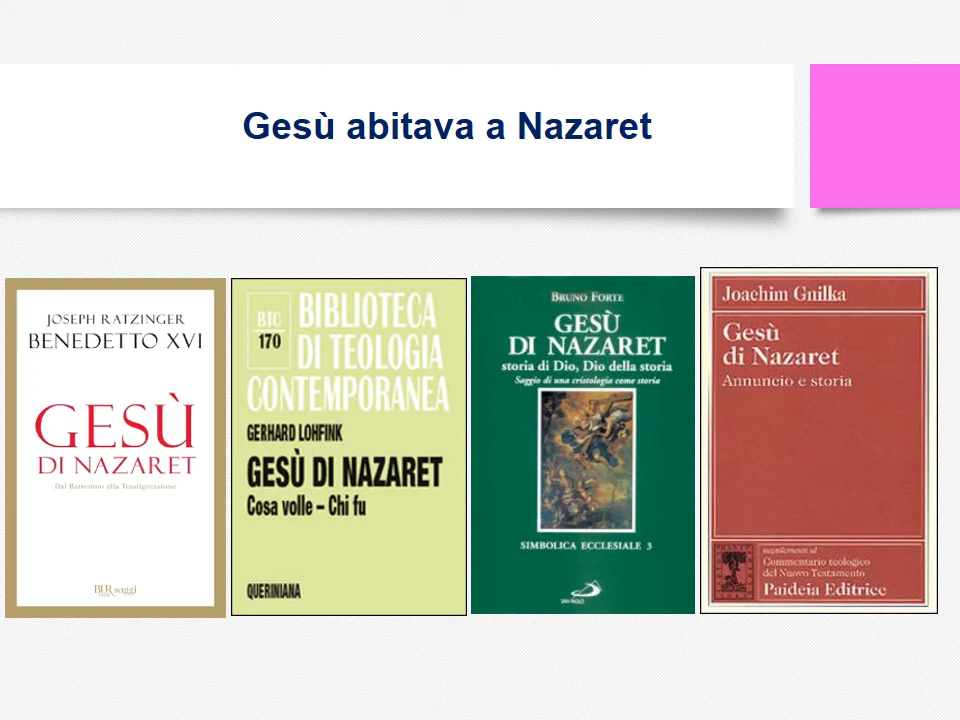 Gesù abitava a Nazaret
JOSEPH RATZINGER
BENEDETTO XVI
GESÙ
DI NAZARET
Dal Battesimo alla Trasfigurazione
BUR saggi
BTC
170
BIBLIOTECA
DI TEOLOGIA
CONTEMPORANEA
GERHARD LOHFINK
GESÙ DI NAZARET
Cosa volle – Chi fu
QUERINIANA
BRUNO FORTE
GESÙ
DI NAZARET
storia di Dio, Dio della storia
Saggio di una cristologia come storia
SIMBOLICA ECCLESIALE 3
SAN PAOLO
Joachim Gnilka
Gesù
di Nazaret
Annuncio e storia
supplementi al
Commentario teologico
del Nuovo Testamento
Paideia Editrice